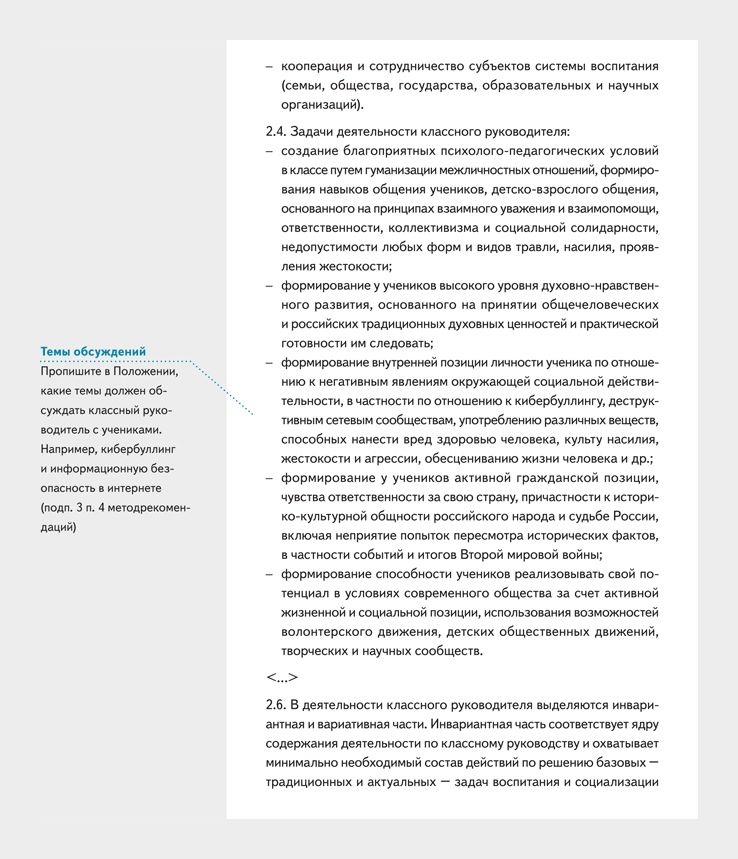 – кооперация и сотрудничество субъектов системы воспитания
(семьи, общества, государства, образовательных и научных
организаций).
2.4. Задачи деятельности классного руководителя:
– создание благоприятных психолого-педагогических условий
в классе путем гуманизации межличностных отношений, формиро-
вания навыков общения учеников, детско-взрослого общения,
основанного на принципах взаимного уважения и взаимопомощи,
ответственности, коллективизма и социальной солидарности,
недопустимости любых форм и видов травли, насилия, прояв-
ления жестокости;
– формирование у учеников высокого уровня духовно-нравствен-
ного развития, основанного на принятии общечеловеческих
и российских традиционных духовных ценностей и практической
готовности им следовать;
– формирование внутренней позиции личности ученика по отноше-
нию к негативным явлениям окружающей социальной действи-
тельности, в частности по отношению к кибербуллингу, деструк-
тивным сетевым сообществам, употреблению различных веществ,
способных нанести вред здоровью человека, культу насилия,
жестокости и агрессии, обесцениванию жизни человека и др.;
– формирование у учеников активной гражданской позиции,
чувства ответственности за свою страну, причастности к истори-
ко-культурной общности российского народа и судьбе России,
включая неприятие попыток пересмотра исторических фактов,
в частности событий и итогов Второй мировой войны;
– формирование способности учеников реализовывать свой по-
тенциал в условиях современного общества за счет активной
жизненной и социальной позиции, использования возможностей
волонтерского движения, детских общественных движений,
творческих и научных сообществ.
<...>
2.6. В деятельности классного руководителя выделяются инвари-
антная и вариативная части. Инвариантная часть соответствует ядру
содержания деятельности по классному руководству и охватывает
минимально необходимый состав действий по решению базовых —
традиционных и актуальных — задач воспитания и социализации
Темы обсуждений
Пропишите в Положении,
какие темы должен об-
суждать классный руко-
водитель с учениками.
Например, кибербуллинг
и информационную без-
опасность в интернете
(подп. 3 п. 4 методрекомен-
даций)